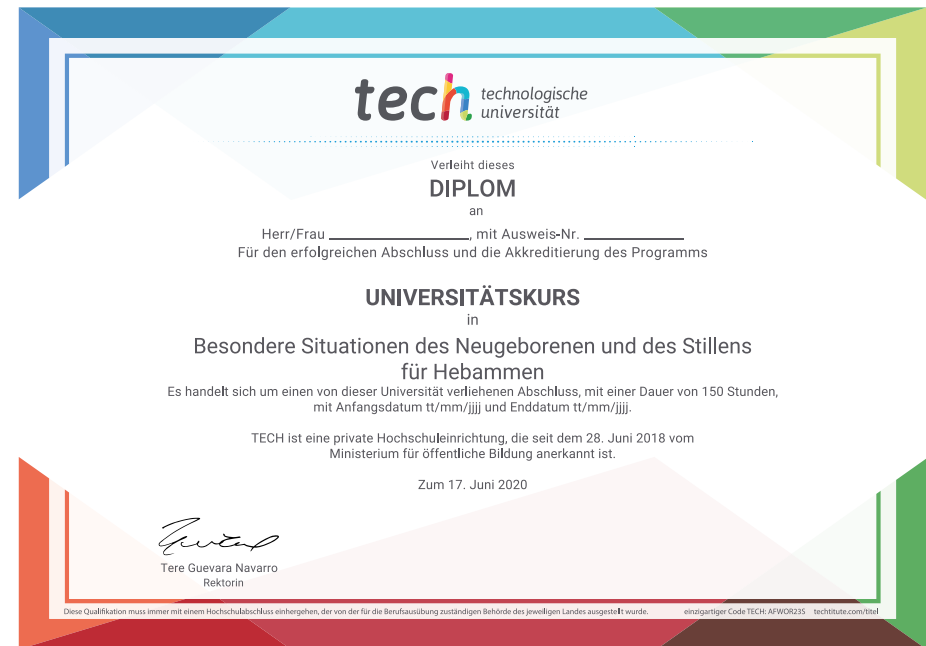 tech technologische
universität
Verleiht dieses
DIPLOM
an
Herr/Frau ____________, mit Ausweis-Nr. ____________
Für den erfolgreichen Abschluss und die Akkreditierung des Programms
UNIVERSITÄTSKURS
in
Besondere Situationen des Neugeborenen und des Stillens
für Hebammen
Es handelt sich um einen von dieser Universität verliehenen Abschluss, mit einer Dauer von 150 Stunden,
mit Anfangsdatum tt/mm/jjjj und Enddatum tt/mm/jjjj.
TECH ist eine private Hochschuleinrichtung, die seit dem 28. Juni 2018 vom
Ministerium für öffentliche Bildung anerkannt ist.
Zum 17. Juni 2020
Tere Guevara Navarro
Rektorin
Diese Qualifikation muss immer mit einem Hochschulabschluss einhergehen, der von der für die Berufsausübung zuständigen Behörde des jeweiligen Landes ausgestellt wurde. einzigartiger Code TECH: AFWOR23S techtitute.com/titel